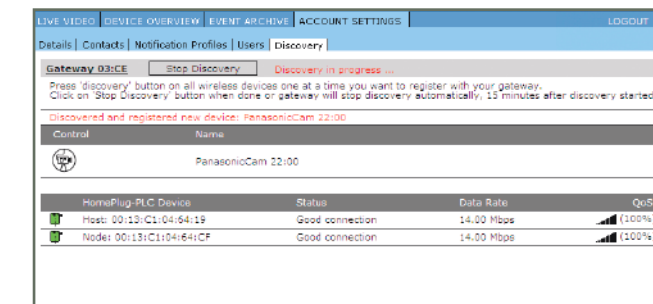 LIVE VIDEO DEVICE OVERVIEW EVENT ARCHIVE ACCOUNT SETTINGS LOGOUT
Details | Contacts | Notification Profiles | Users | Discovery
Gateway 03:CE Stop Discovery Discovery in progress ...
Press 'discovery' button on all wireless devices one at a time you want to register with your gateway.
Click on 'Stop Discovery' button when done or gateway will stop discovery automatically, 15 minutes after discovery started
Discovered and registered new device: PanasonicCam 22:00
Control Name
PanasonicCam 22:00
HomePlug-PLC Device Status Data Rate QoS
Host: 00:13:C1:04:64:19 Good connection 14.00 Mbps (100%
Node: 00:13:C1:04:64:CF Good connection 14.00 Mbps (100%